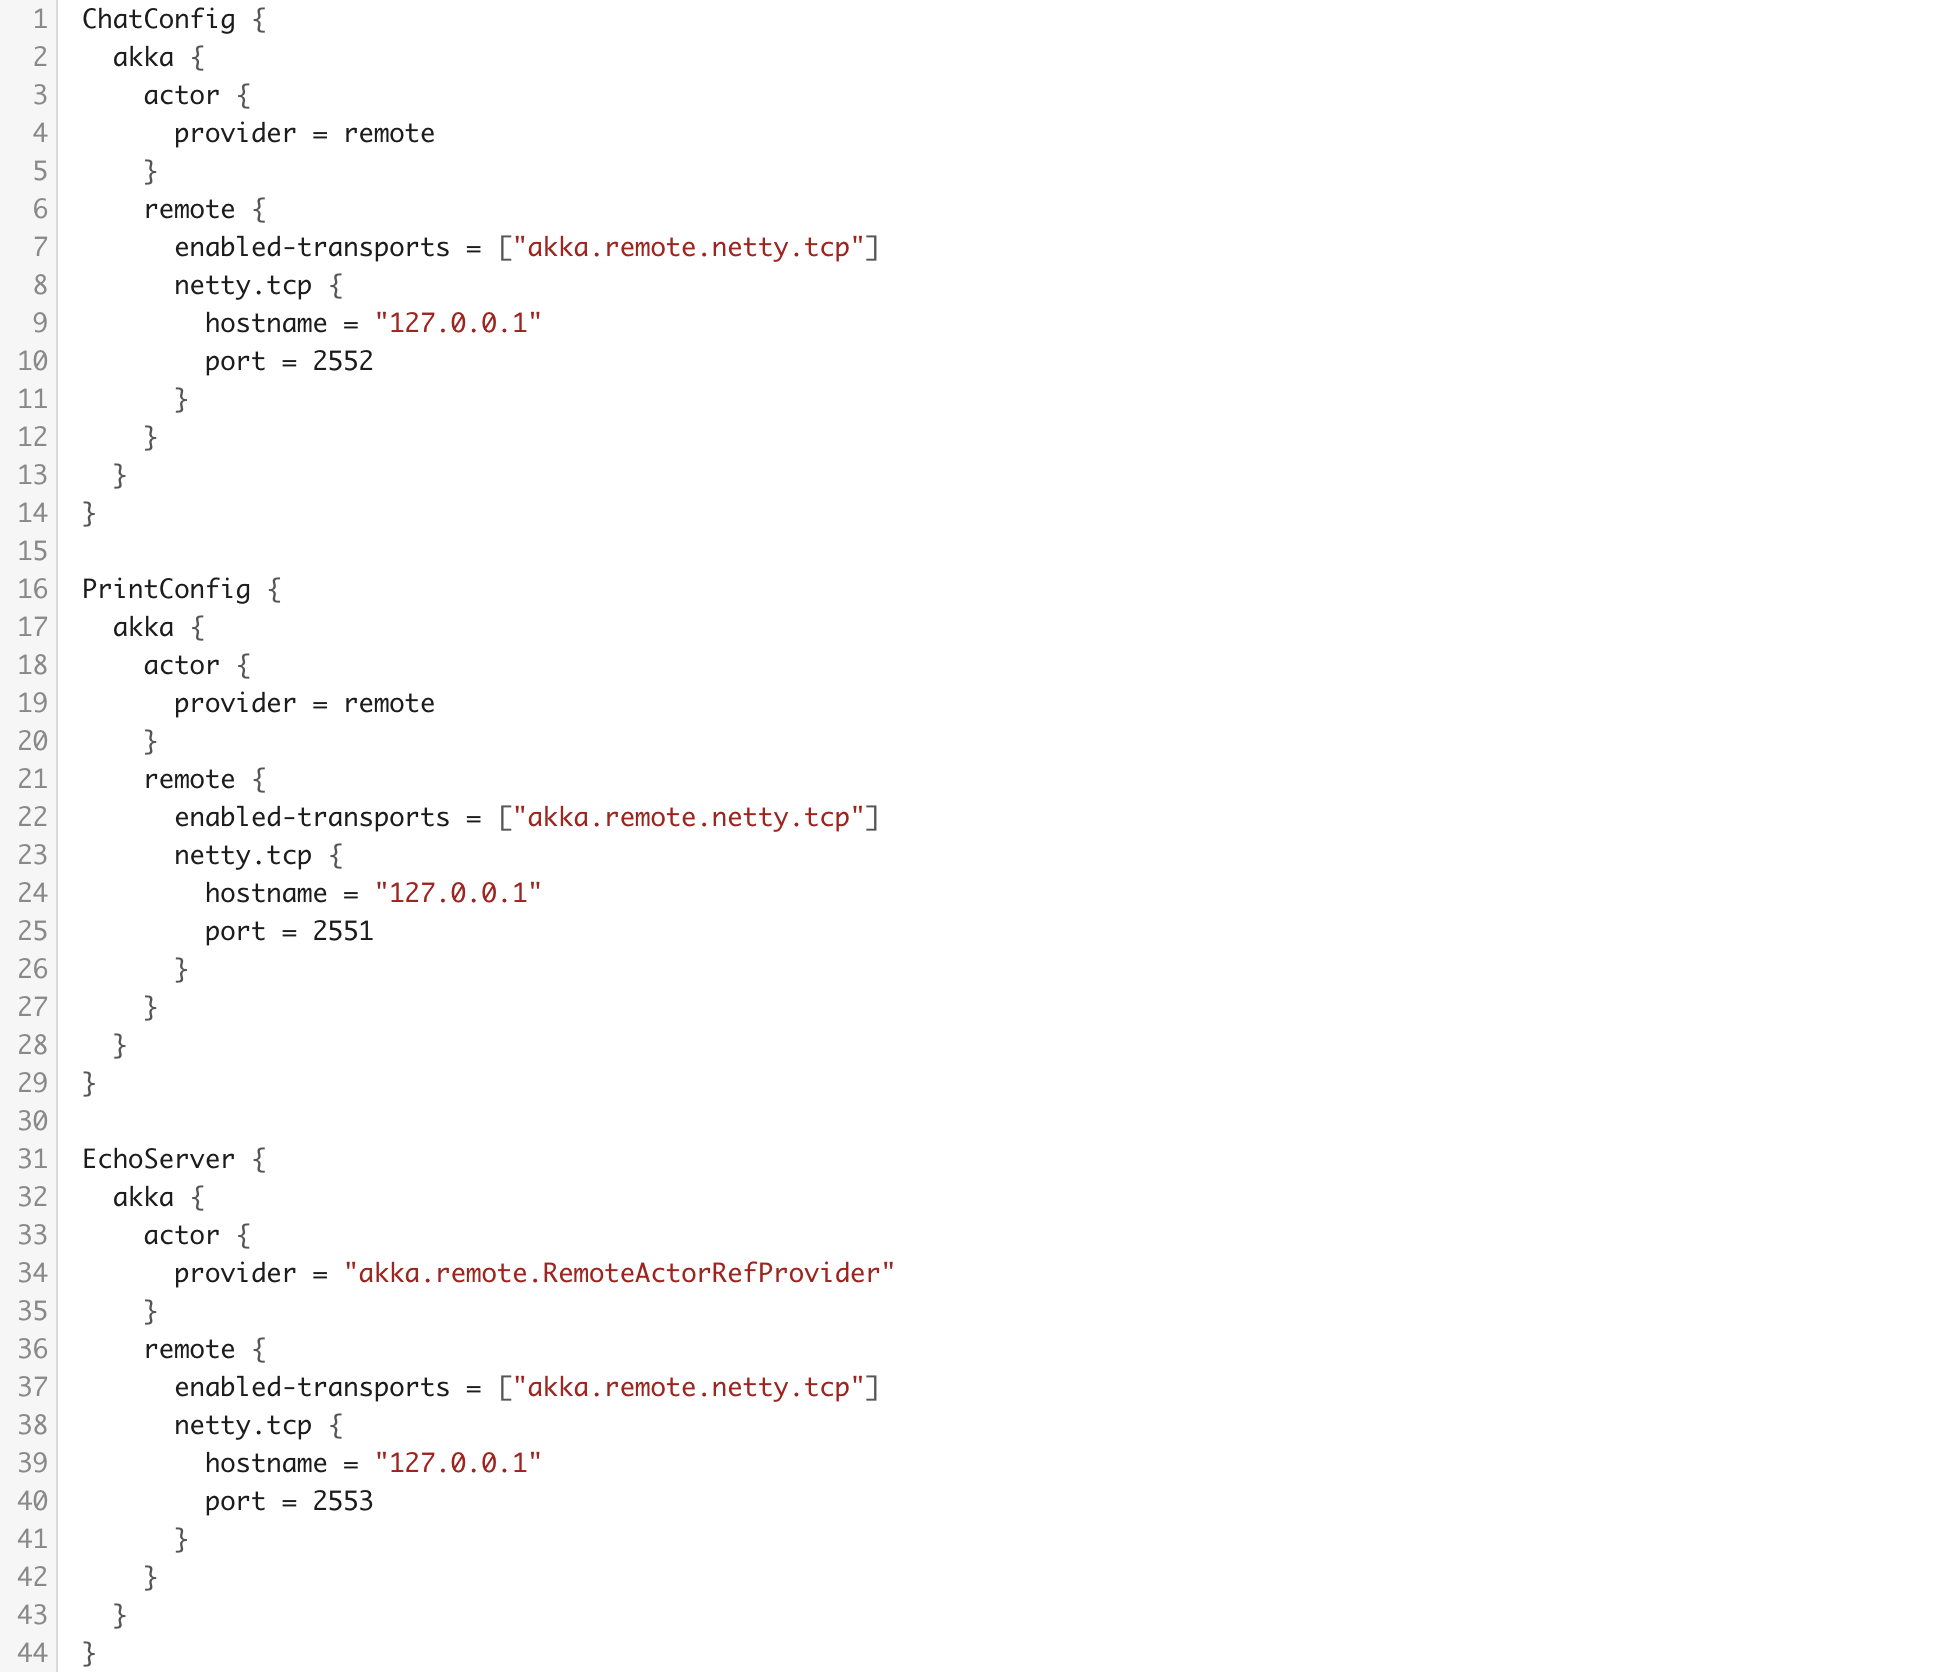 1 ChatConfig {
2   akka {
3     actor {
4       provider = remote
5     }
6     remote {
7       enabled-transports = ["akka.remote.netty.tcp"]
8       netty.tcp {
9         hostname = "127.0.0.1"
10         port = 2552
11       }
12     }
13   }
14 }
15
16 PrintConfig {
17   akka {
18     actor {
19       provider = remote
20     }
21     remote {
22       enabled-transports = ["akka.remote.netty.tcp"]
23       netty.tcp {
24         hostname = "127.0.0.1"
25         port = 2551
26       }
27     }
28   }
29 }
30
31 EchoServer {
32   akka {
33     actor {
34       provider = "akka.remote.RemoteActorRefProvider"
35     }
36     remote {
37       enabled-transports = ["akka.remote.netty.tcp"]
38       netty.tcp {
39         hostname = "127.0.0.1"
40         port = 2553
41       }
42     }
43   }
44 }